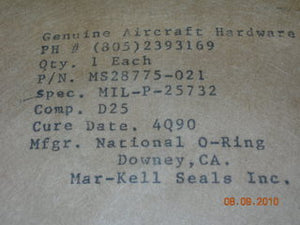 Genuine Aircraft Hardware
PH # (805)2393169
Qty. 1 Each
P/N. MS28775-021
Spec. MIL-P-25732
Comp. D25
Cure Date. 4Q90
Mfgr. National O-Ring
Downey,CA.
Mar-Kell Seals Inc.
08.08.2010